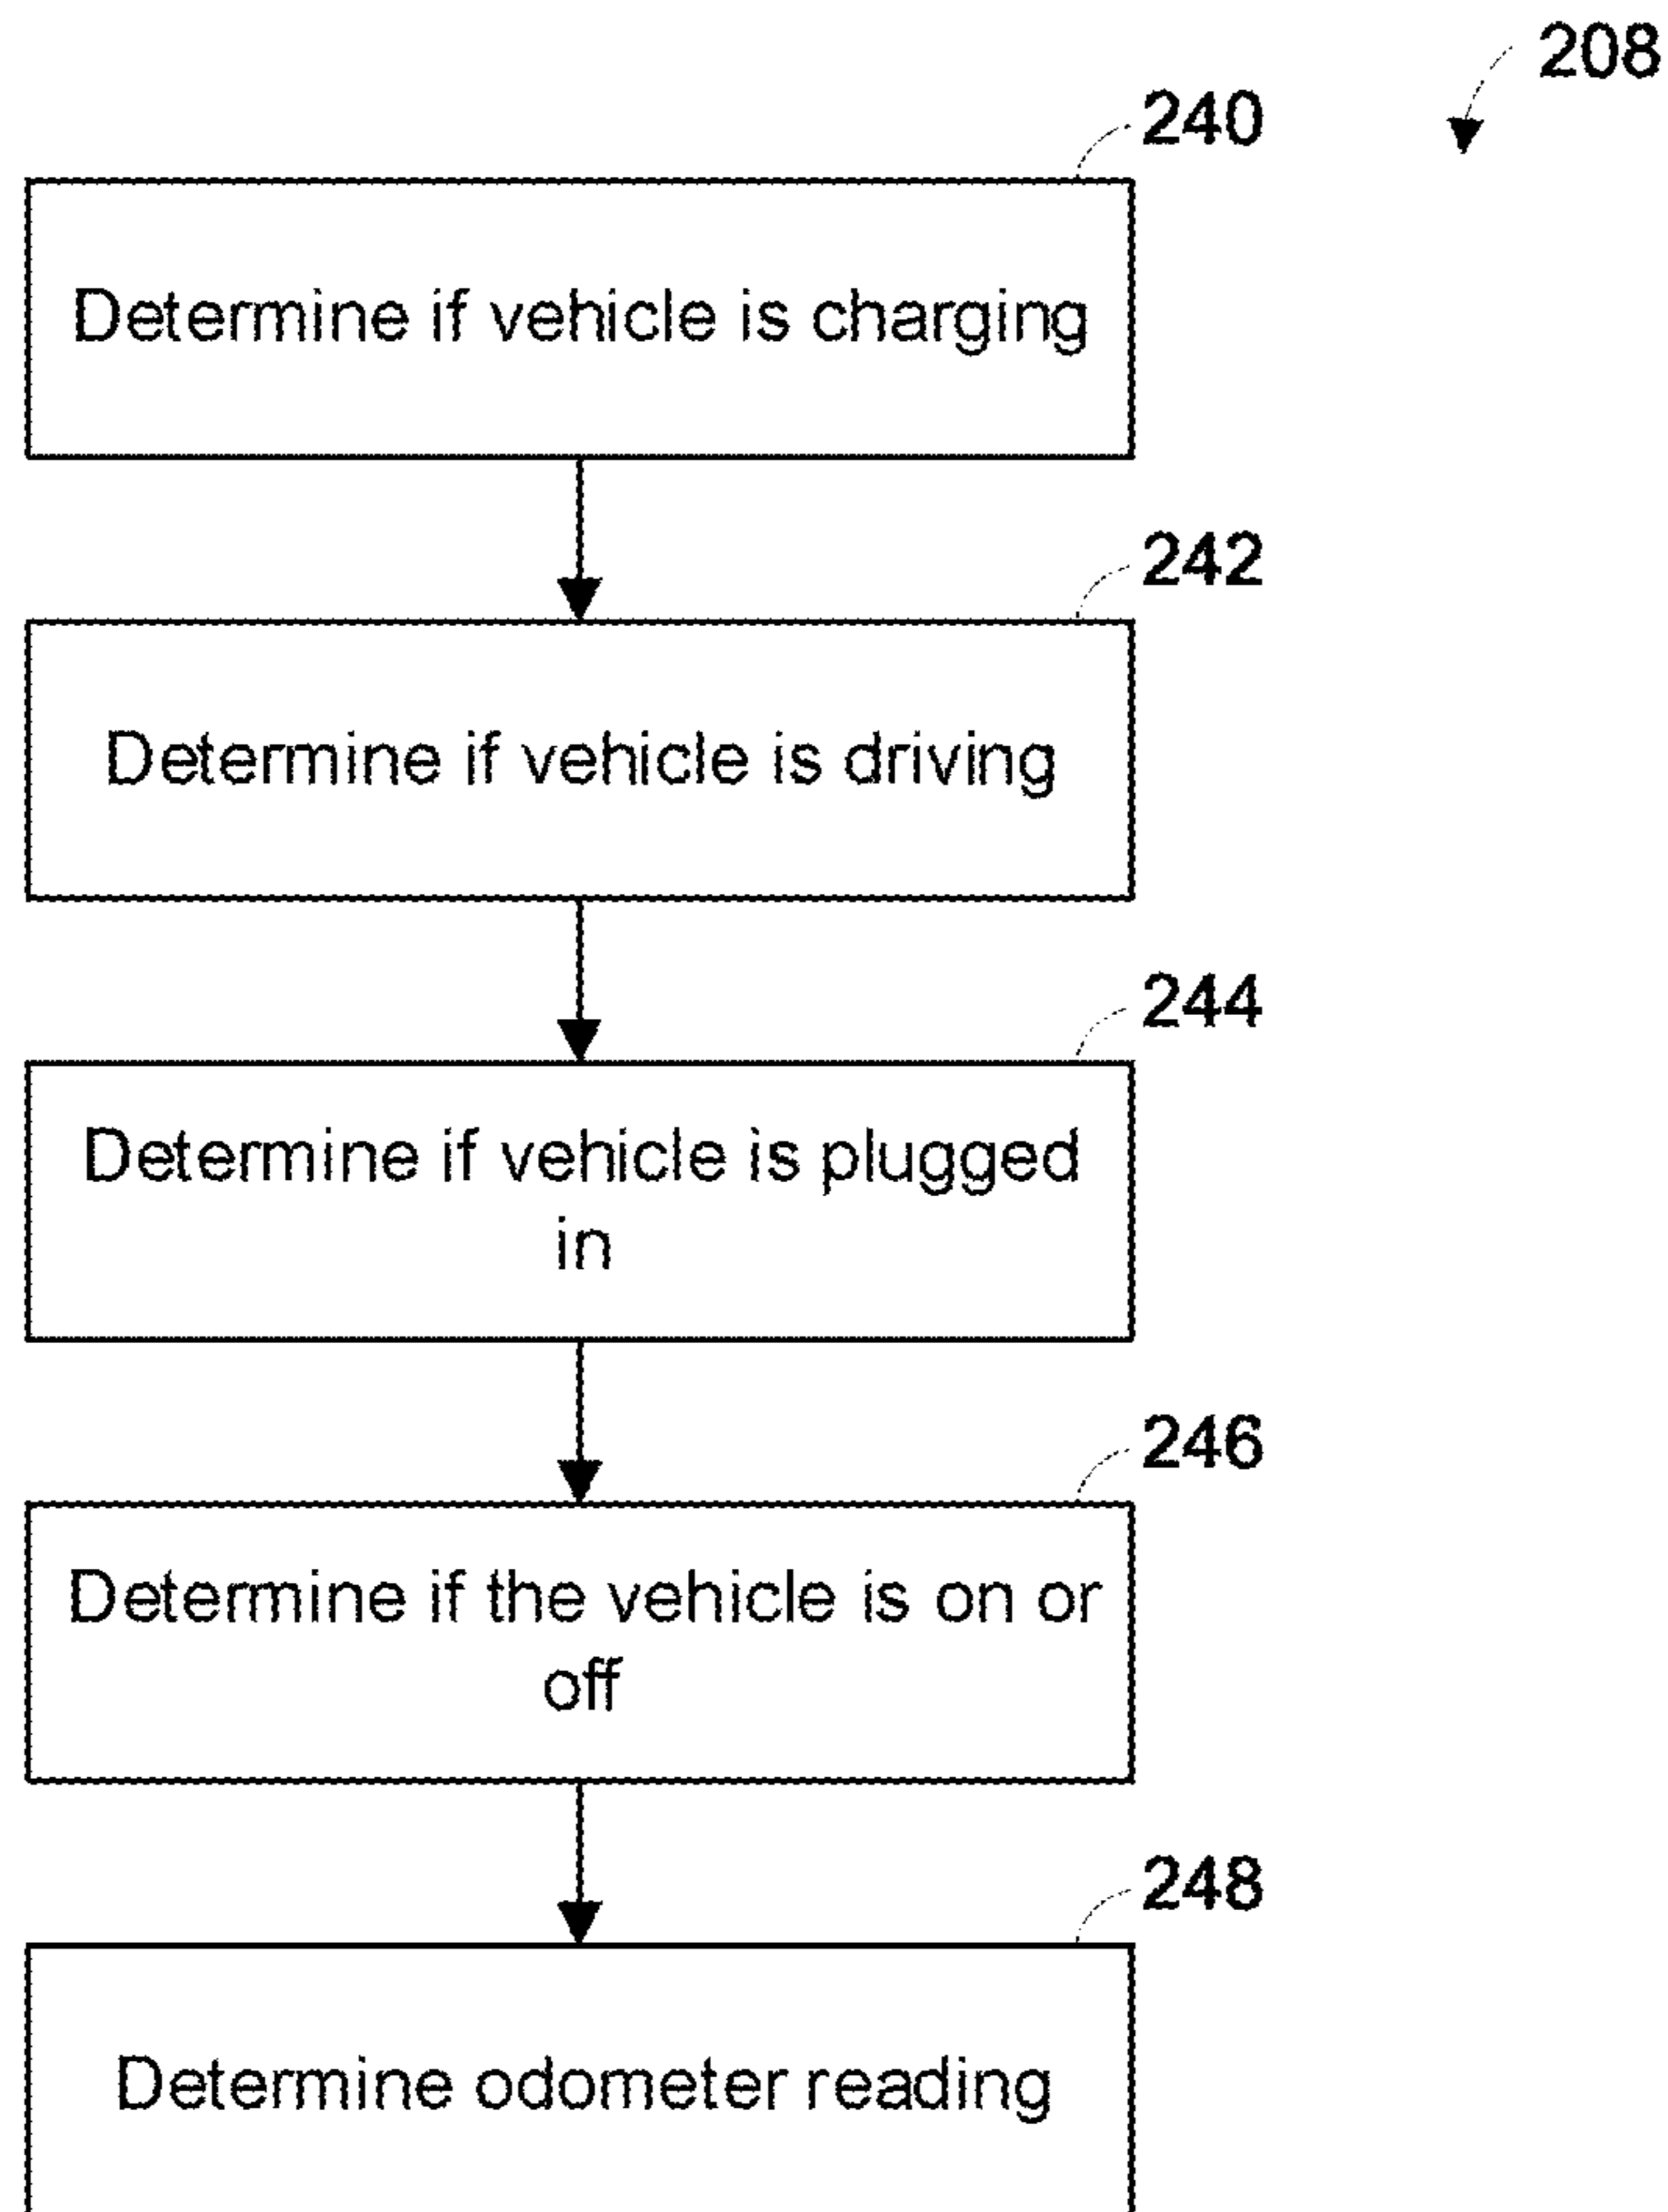 208
240
Determine if vehicle is charging
242
Determine if vehicle is driving
244
Determine if vehicle is plugged
in
246
Determine if the vehicle is on or
off
248
Determine odometer reading